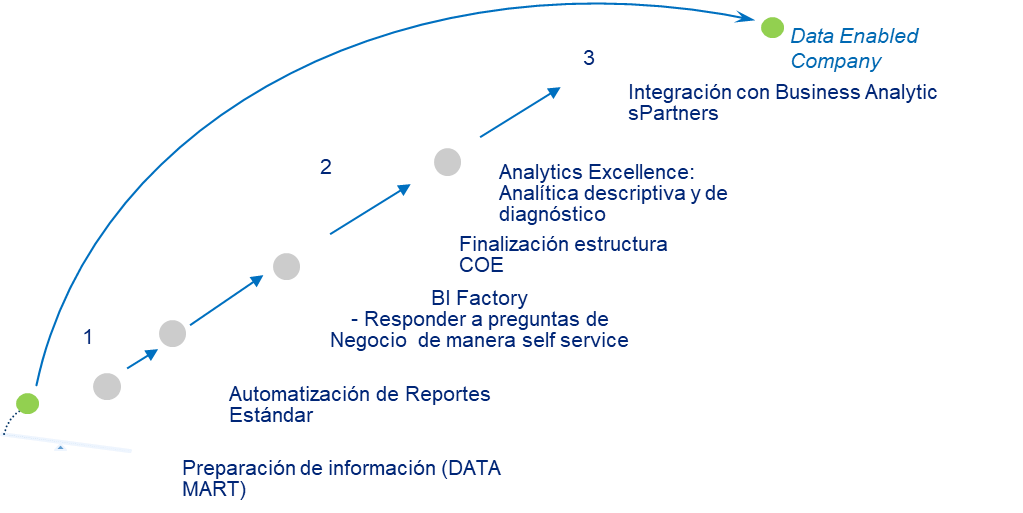 Data Enabled
Company
3
Integración con Business Analytic
sPartners
2
Analytics Excellence:
Analítica descriptiva y de
diagnóstico
Finalización estructura
COE
BI Factory
- Responder a preguntas de
Negocio de manera self service
1
Automatización de Reportes
Estándar
Preparación de información (DATA
MART)